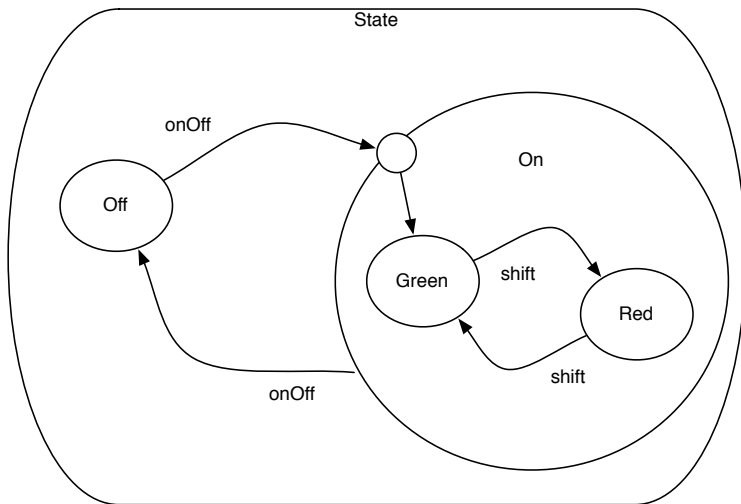 State
onOff
On
Off
Green
shift
Red
shift
onOff